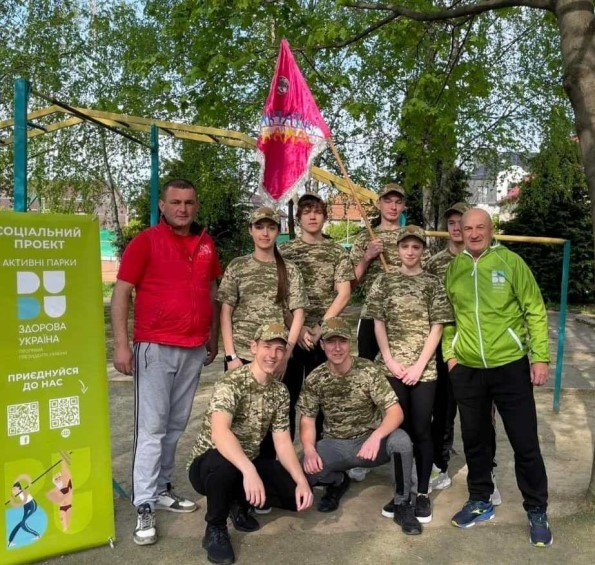 СОЦІАЛЬНИЙ
ПРОЕКТ
АКТИВНІ ПАРКИ
ЗДОРОВА
УКРАЇНА
ПРИЄДНУЙСЯ
ДО НАС